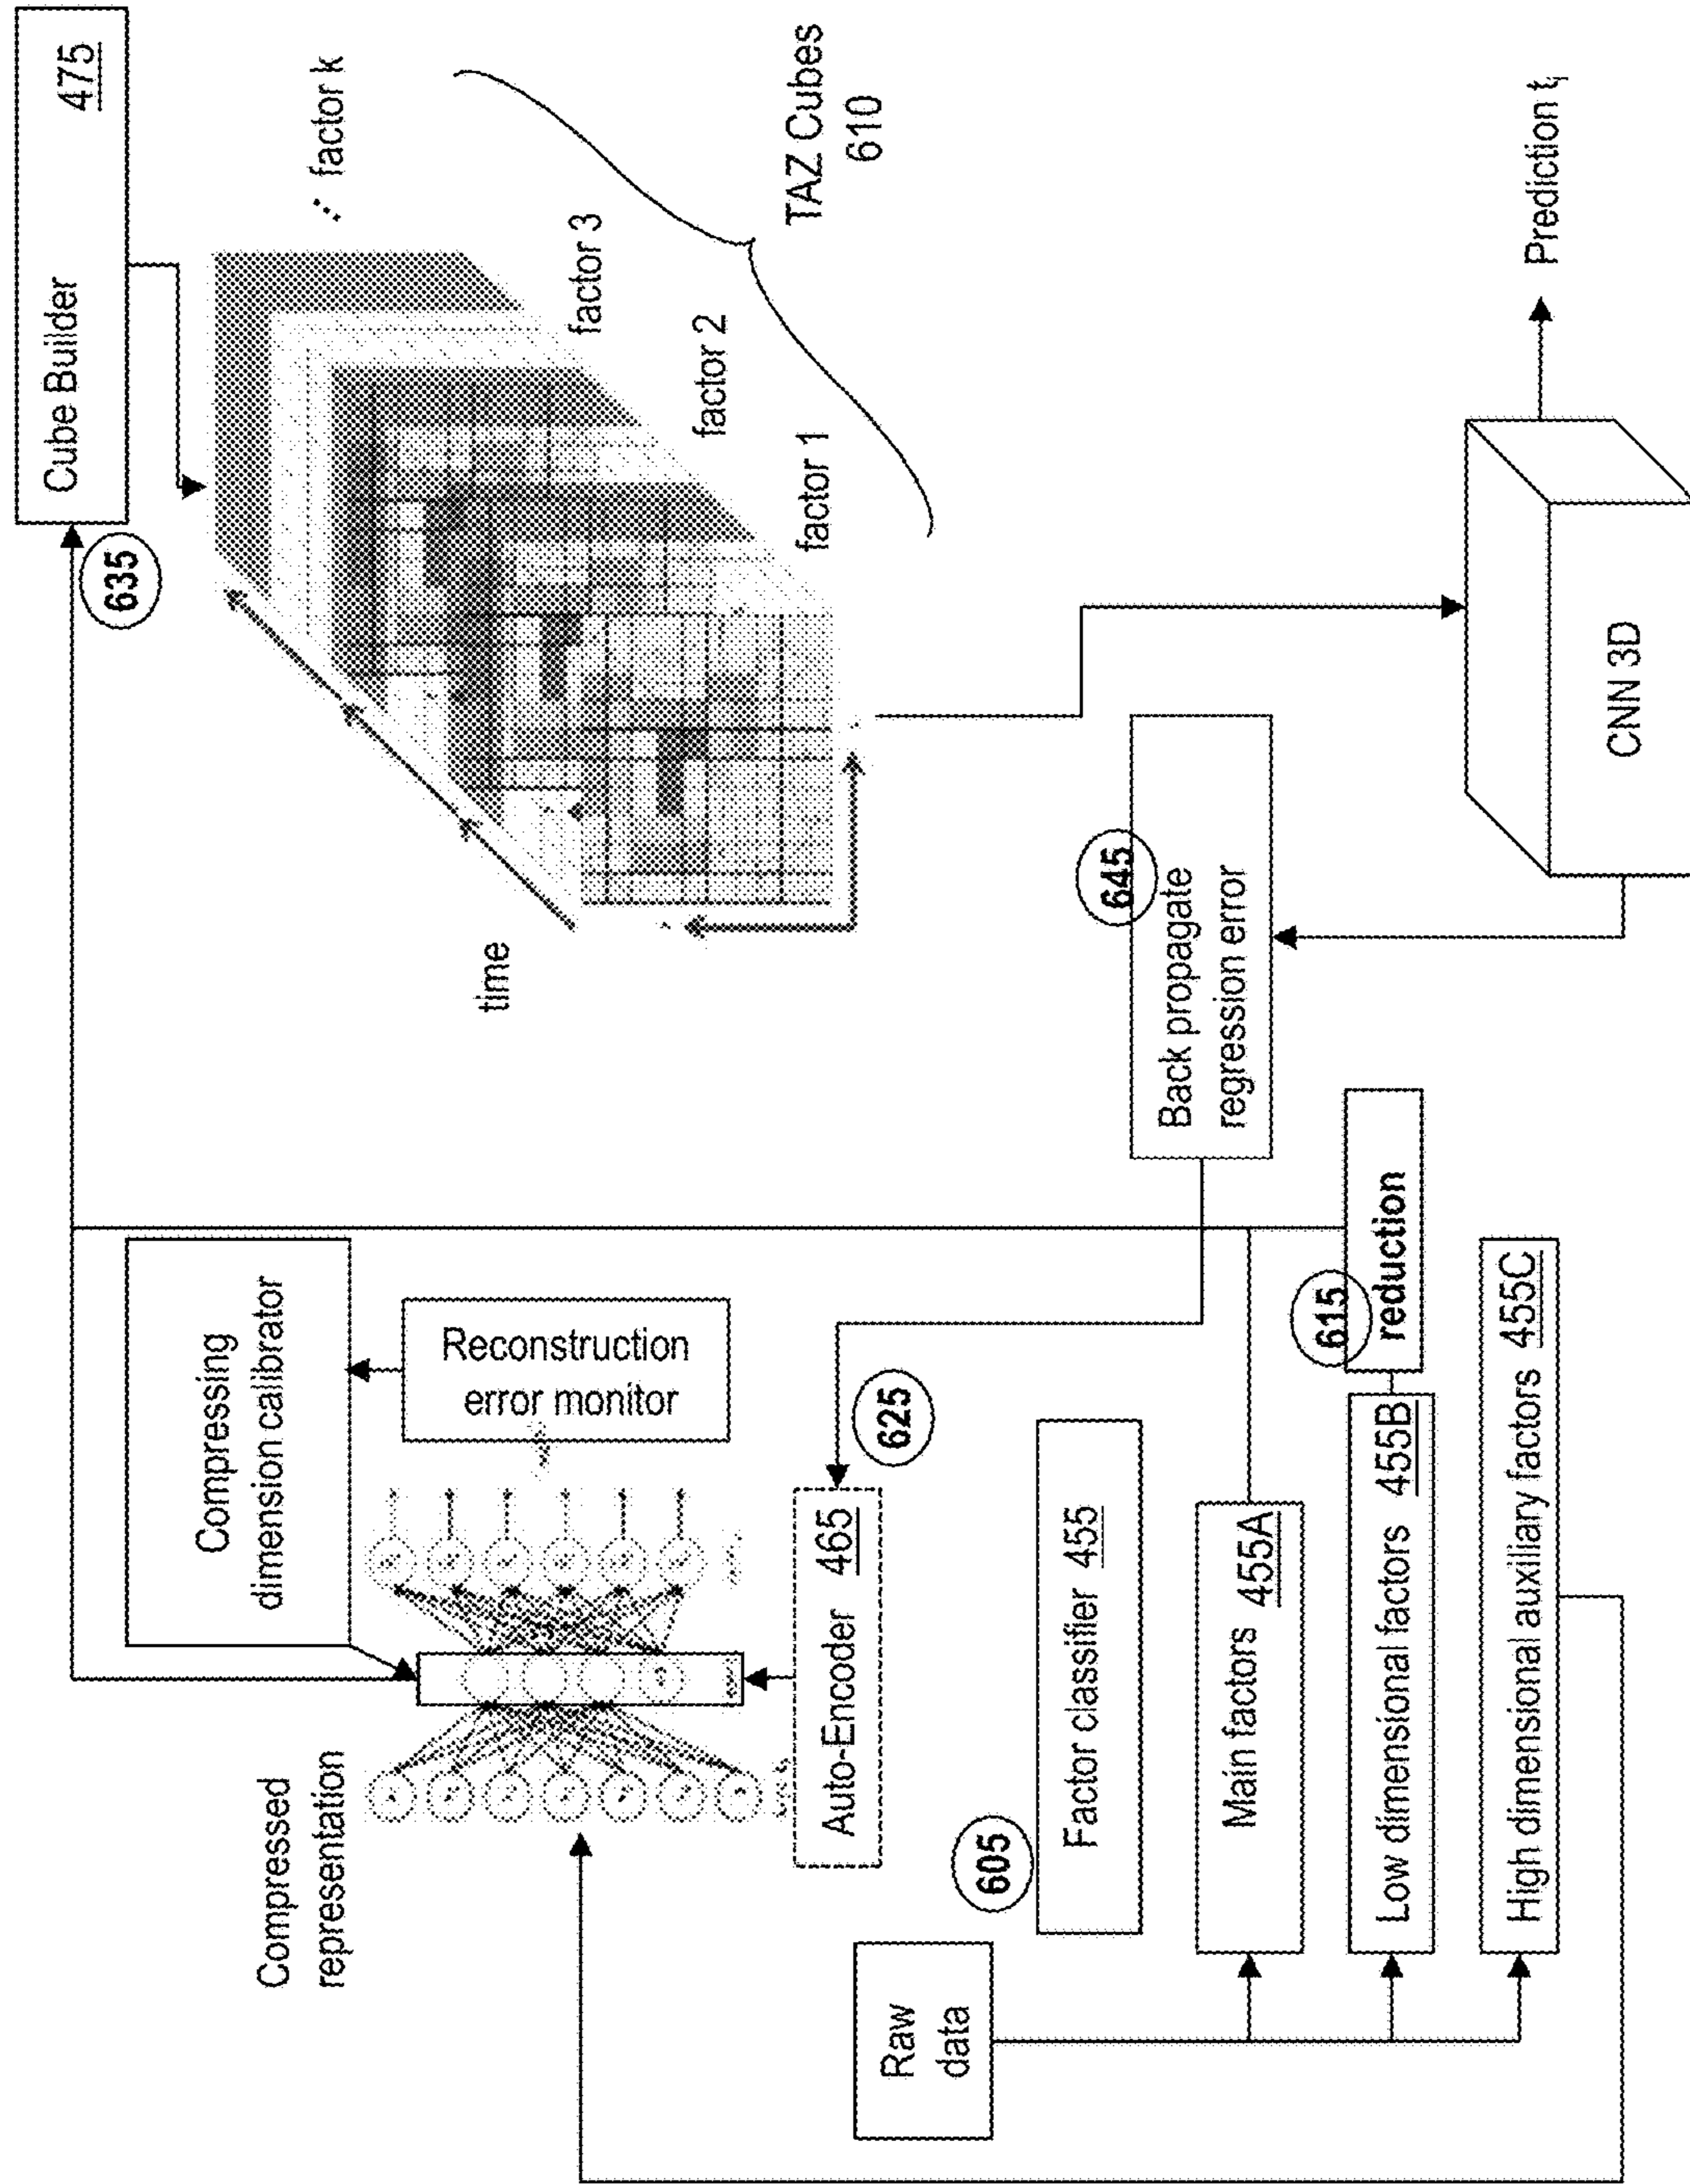 Compressed
representation
Compressing
dimension calibrator
Reconstruction
error monitor
Auto-Encoder 465
625
635
Cube Builder 475
time
factor 1
factor 2
factor 3
factor k
TAZ Cubes
610
Raw
data
605
Factor classifier 455
Main factors 455A
Low dimensional factors 455B
High dimensional auxiliary factors 455C
615
reduction
645
Back propagate
regression error
CNN 3D
Prediction tᵢ